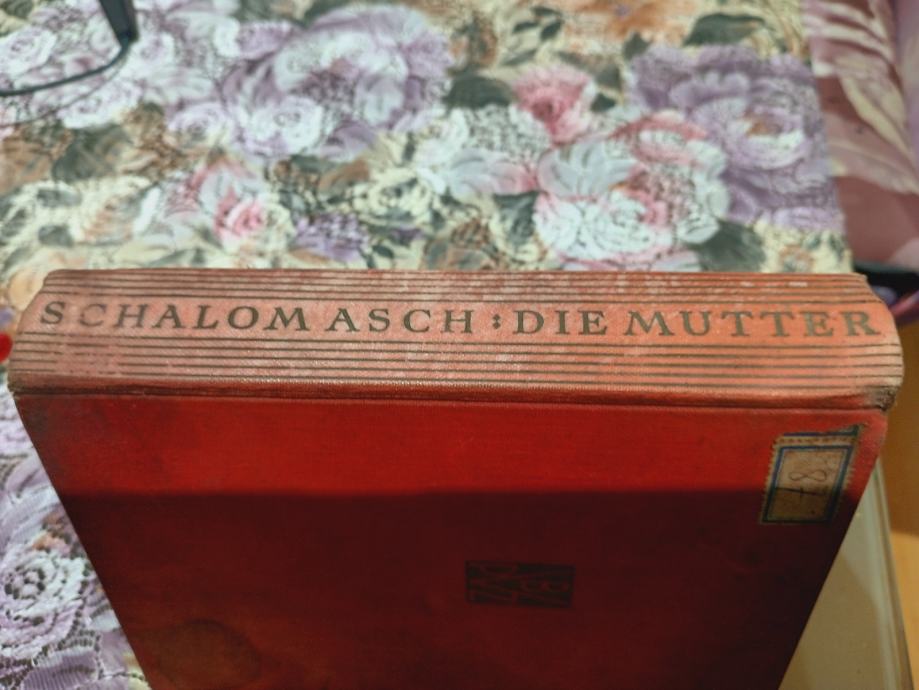 SCHALOM ASCH : DIE MUTTER